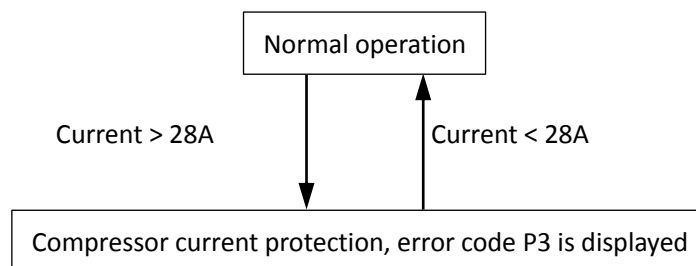 Normal operation
Current > 28A
Current < 28A
Compressor current protection, error code P3 is displayed